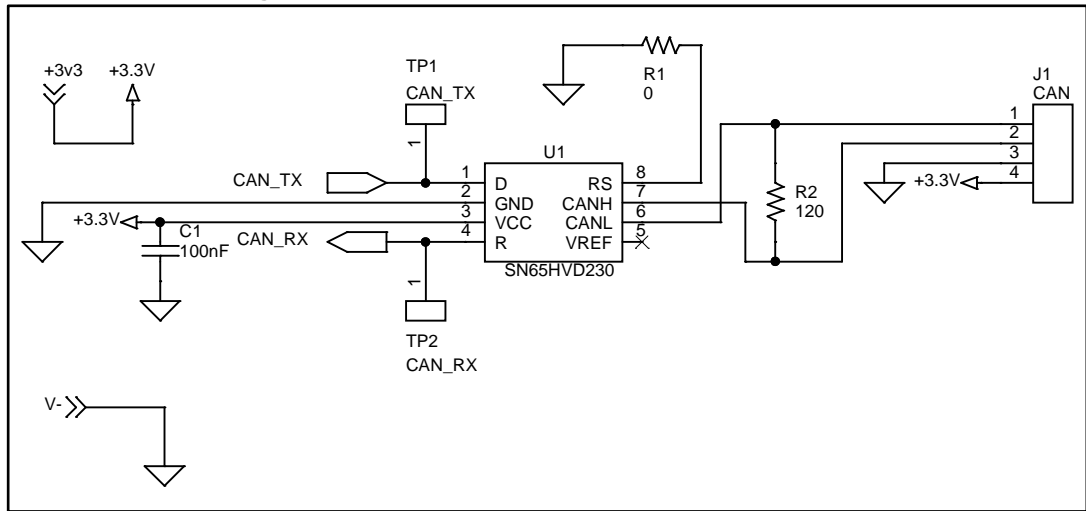 +3v3
+3.3V
TP1
CAN_TX
1
R1
0
J1
CAN
1
2
3
4
+3.3V
U1
CAN_TX
1
2
3
4
D
GND
VCC
R
RS
CANH
CANL
VREF
8
7
6
5
SN65HVD230
R2
120
+3.3V
C1
100nF
CAN_RX
1
TP2
CAN_RX
V-